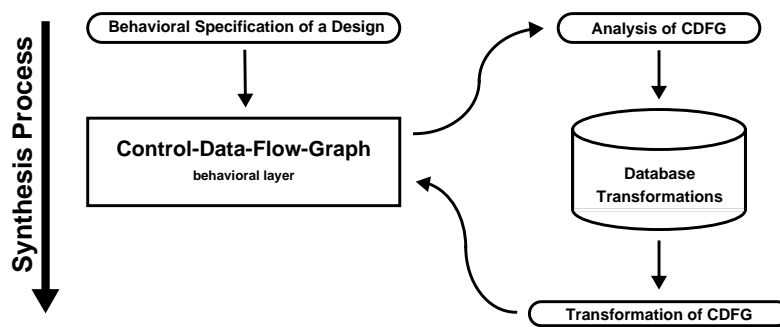 Synthesis Process
Behavioral Specification of a Design
Control-Data-Flow-Graph
behavioral layer
Analysis of CDFG
Database
Transformations
Transformation of CDFG